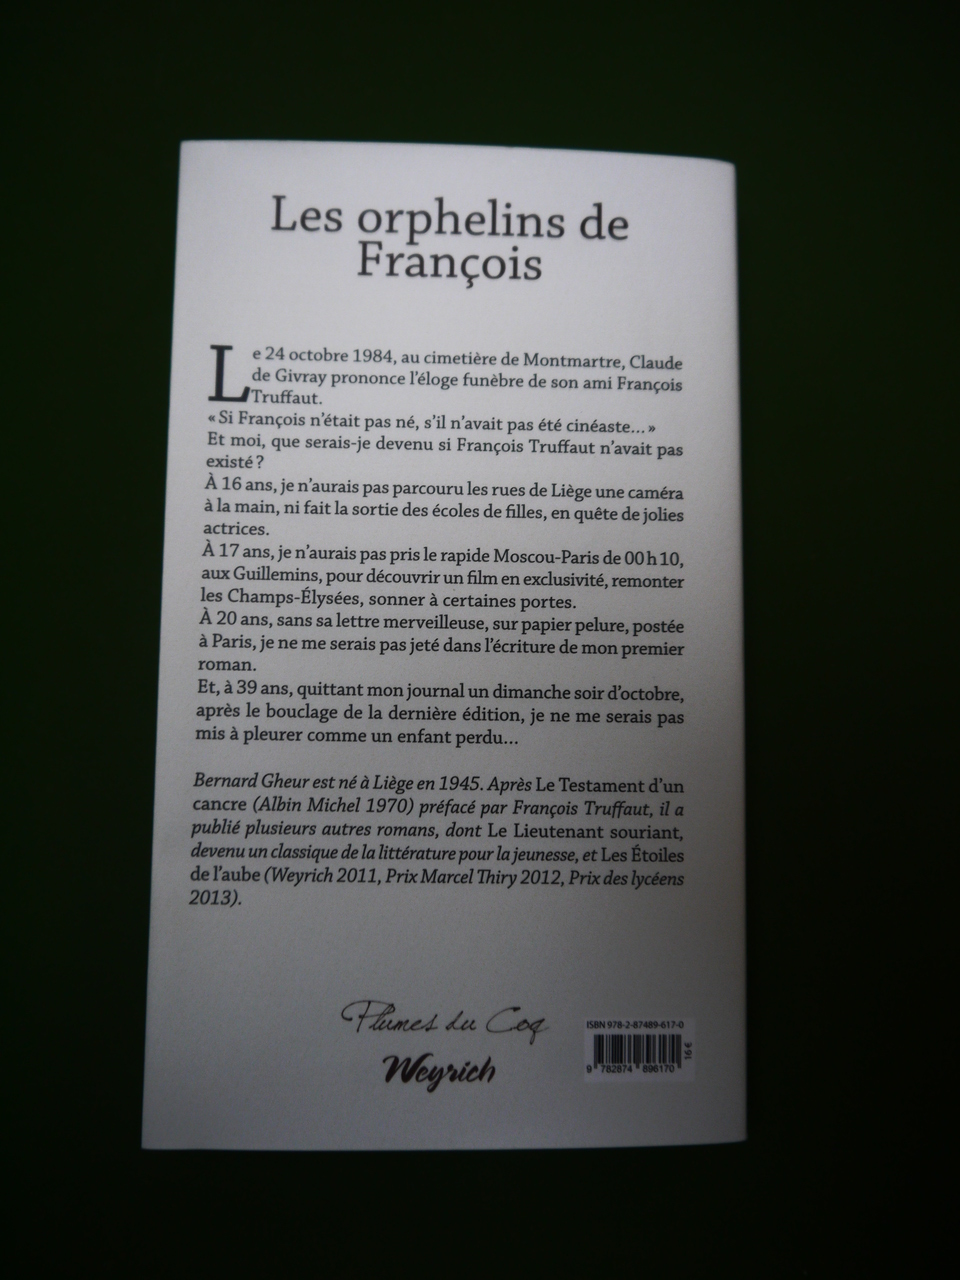 Les orphelins de
François
Le 24 octobre 1984, au cimetière de Montmartre, Claude
de Givray prononce l'éloge funèbre de son ami François
Truffaut.
« Si François n'était pas né, s'il n'avait pas été cinéaste... »
Et moi, que serais-je devenu si François Truffaut n'avait pas
existé ?
À 16 ans, je n'aurais pas parcouru les rues de Liège une caméra
à la main, ni fait la sortie des écoles de filles, en quête de jolies
actrices.
À 17 ans, je n'aurais pas pris le rapide Moscou-Paris de 00 h 10,
aux Guillemins, pour découvrir un film en exclusivité, remonter
les Champs-Élysées, sonner à certaines portes.
À 20 ans, sans sa lettre merveilleuse, sur papier pelure, postée
à Paris, je ne me serais pas jeté dans l'écriture de mon premier
roman.
Et, à 39 ans, quittant mon journal un dimanche soir d'octobre,
après le bouclage de la dernière édition, je ne me serais pas
mis à pleurer comme un enfant perdu...
Bernard Gheur est né à Liège en 1945. Après Le Testament d'un
cancre (Albin Michel 1970) préfacé par François Truffaut, il a
publié plusieurs autres romans, dont Le Lieutenant souriant,
devenu un classique de la littérature pour la jeunesse, et Les Étoiles
de l'aube (Weyrich 2011, Prix Marcel Thiry 2012, Prix des lycéens
2013).
Plumes du Coq
Weyrich
ISBN 978-2-87489-617-0
9 782874 896170
16 €